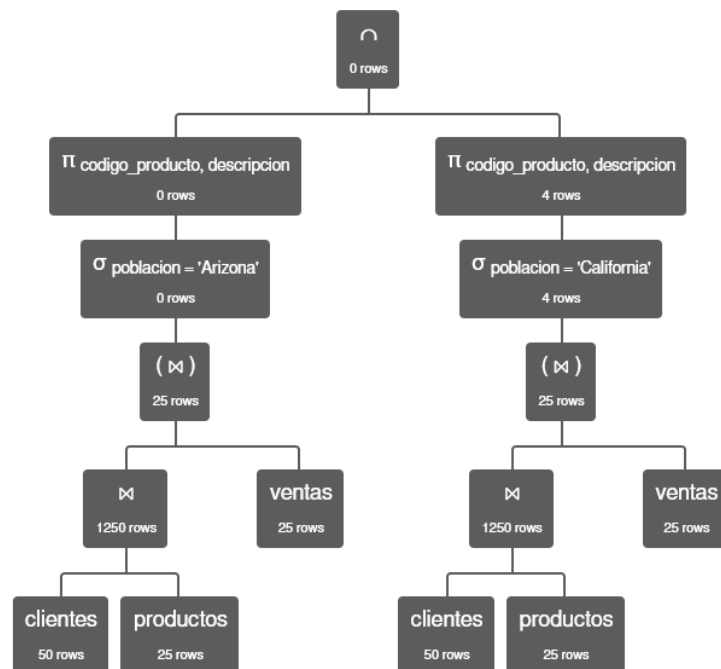 ∩
0 rows
π codigo_producto, descripcion
0 rows
π codigo_producto, descripcion
4 rows
σ poblacion = 'Arizona'
0 rows
σ poblacion = 'California'
4 rows
( ⋈ )
25 rows
( ⋈ )
25 rows
⋈
1250 rows
ventas
25 rows
⋈
1250 rows
ventas
25 rows
clientes
50 rows
productos
25 rows
clientes
50 rows
productos
25 rows